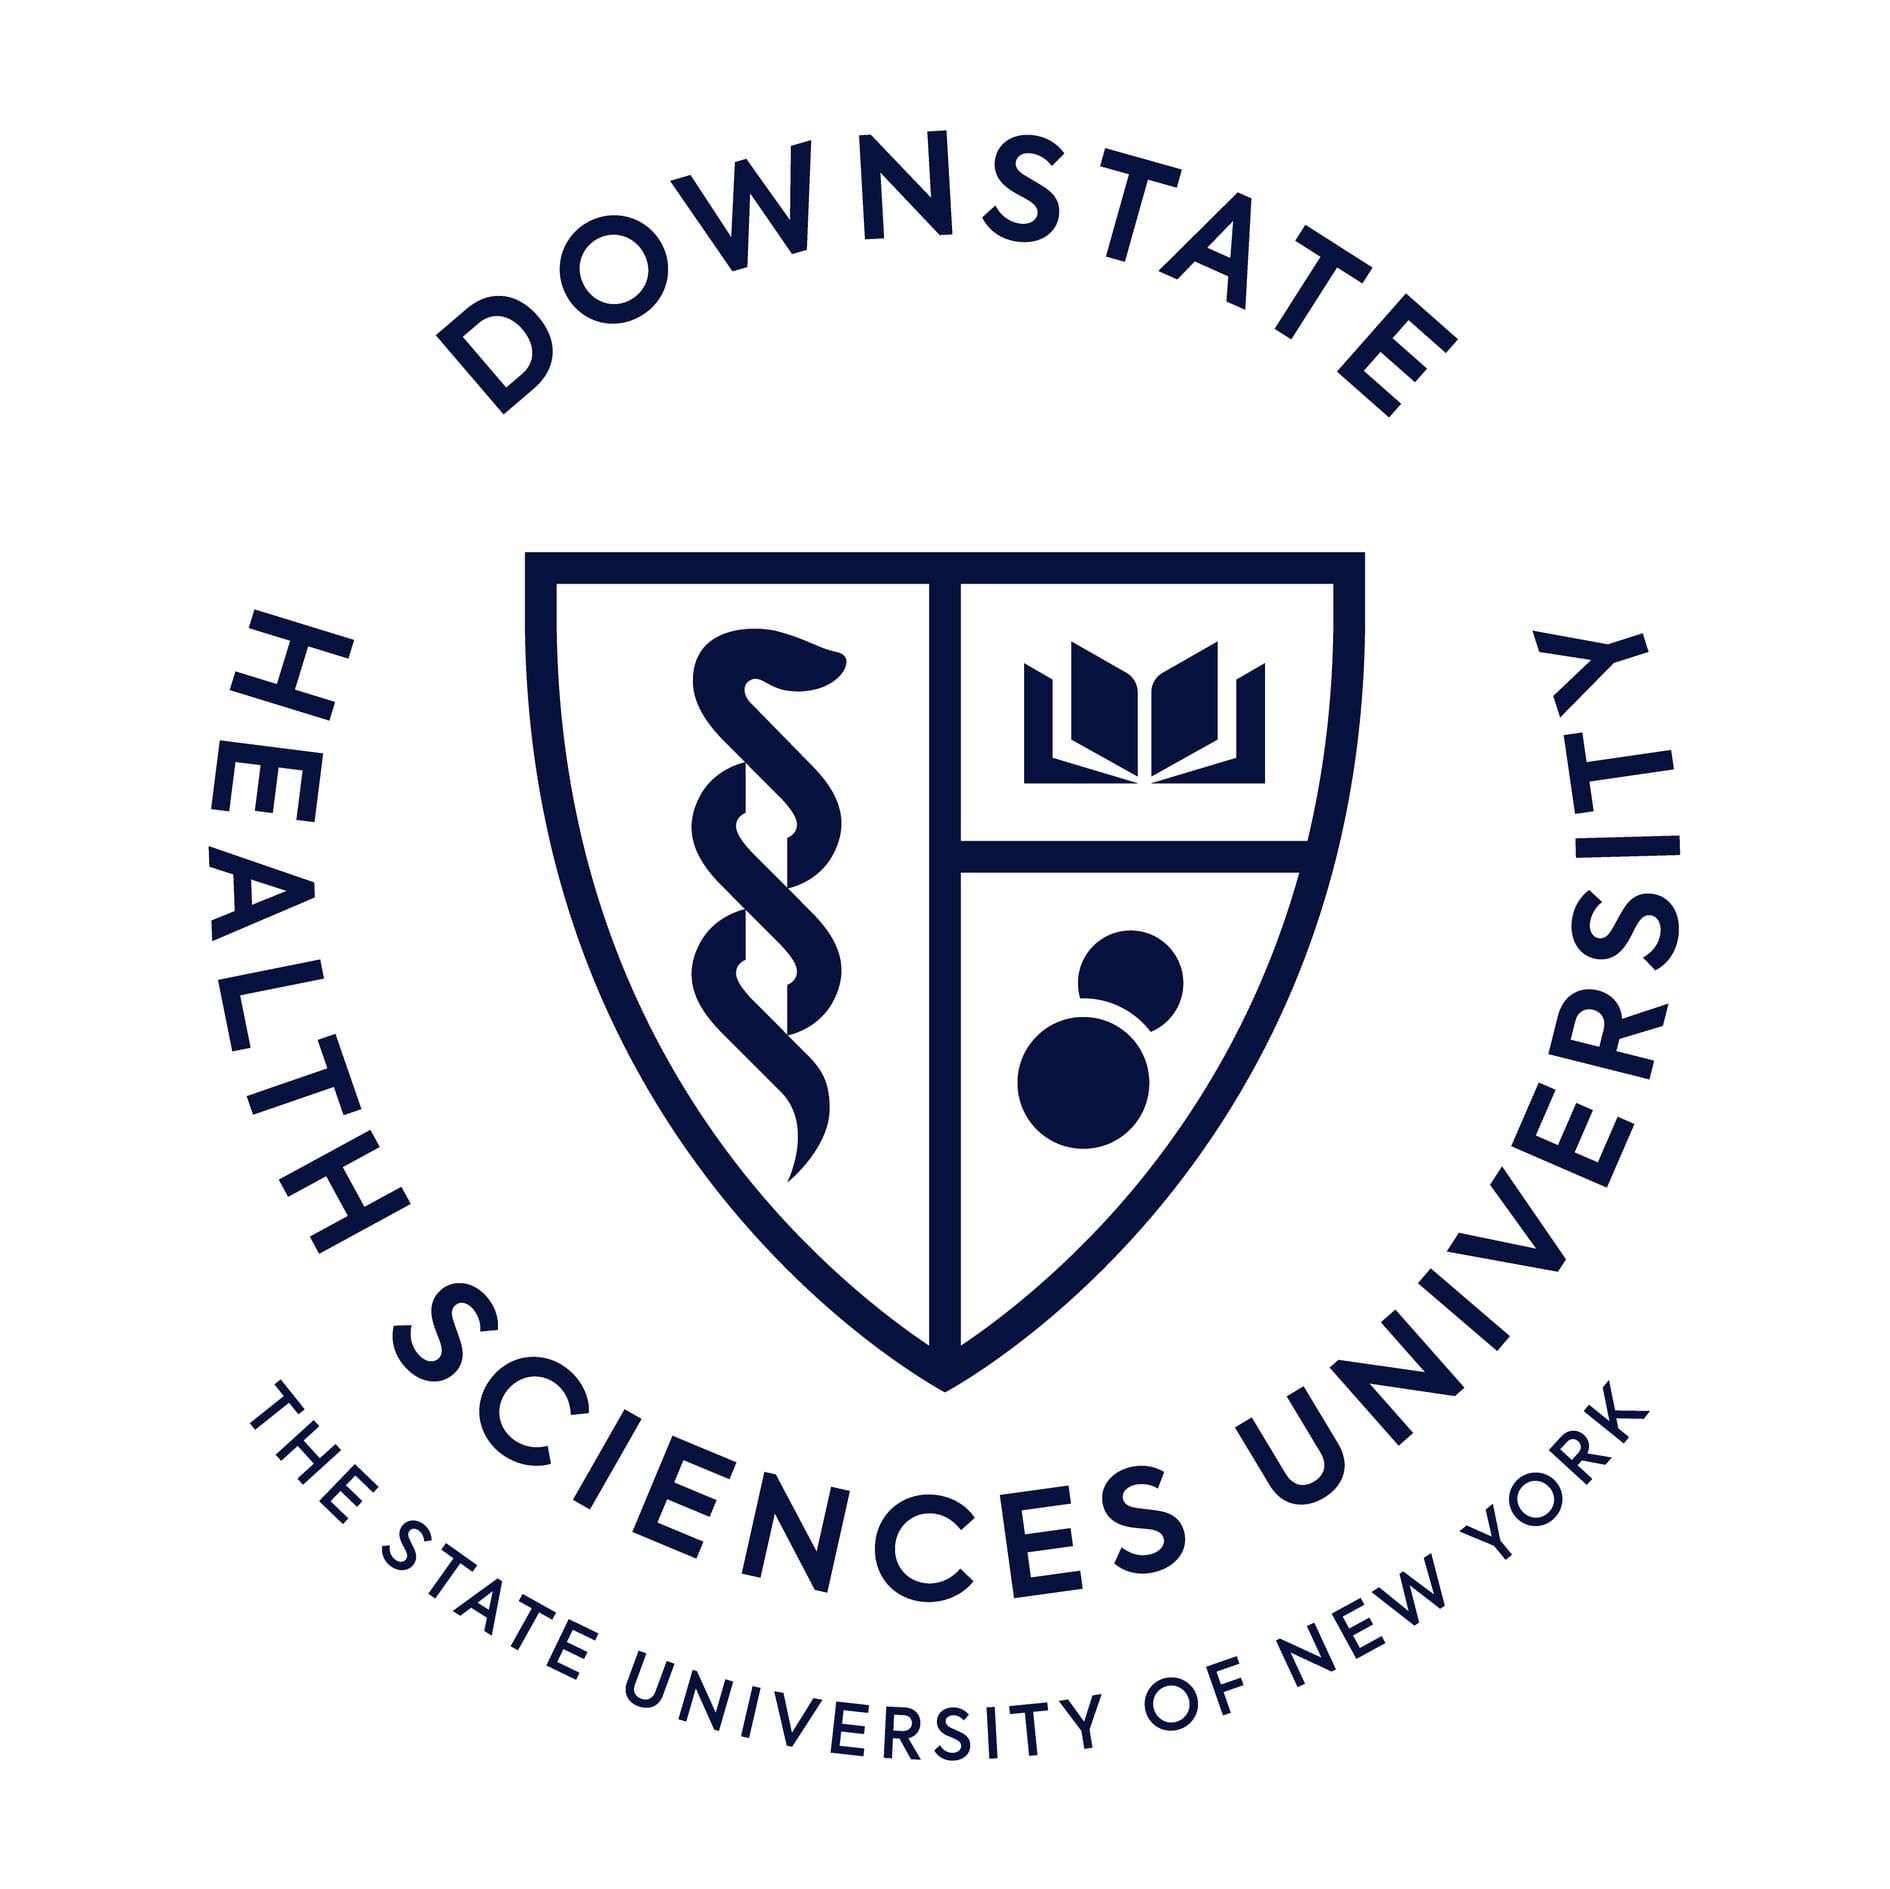 DOWNSTATE
HEALTH SCIENCES UNIVERSITY
THE STATE UNIVERSITY OF NEW YORK